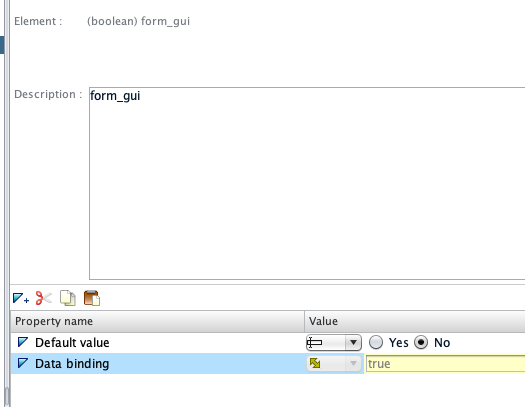 Element : (boolean) form_gui
Description : form_gui
Property name Value
Default value Yes No
Data binding true